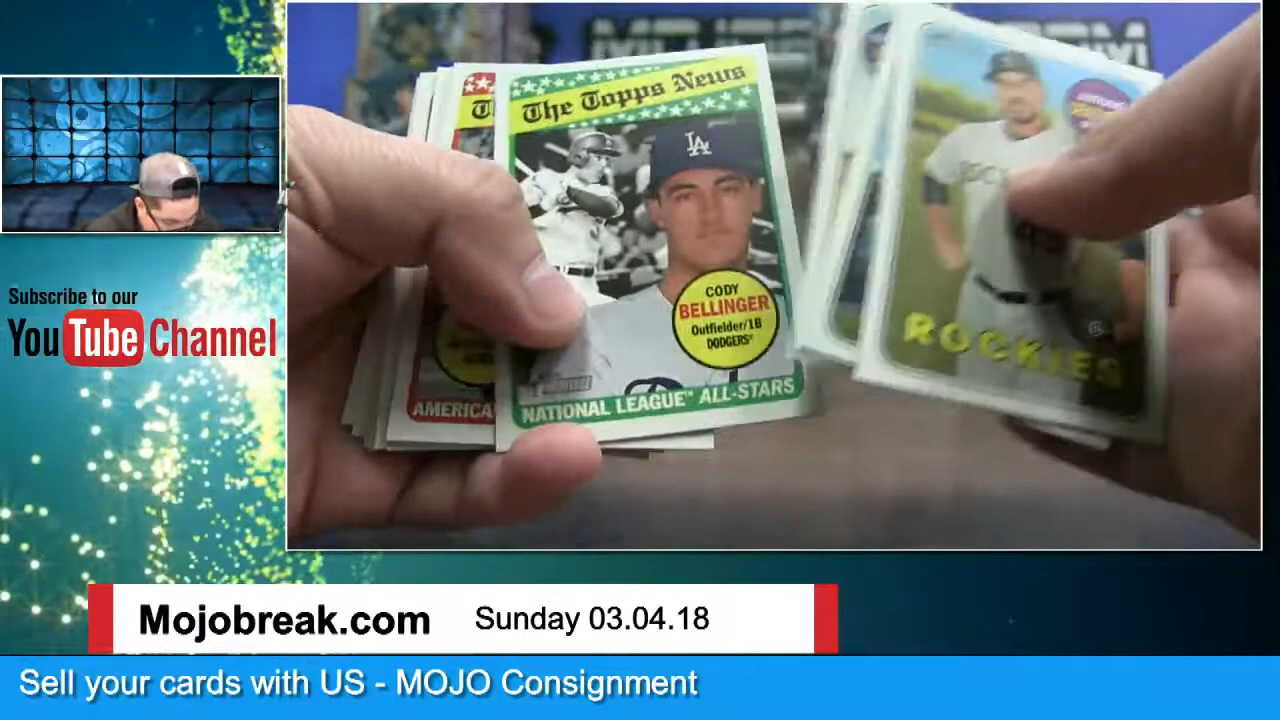 Subscribe to our
YouTube Channel
The Topps News
CODY
BELLINGER
Outfielder/1B
DODGERS
NATIONAL LEAGUE™ ALL-STARS
LA
AMERICA
ROCKIES
Mojobreak.com
Sunday 03.04.18
Sell your cards with US - MOJO Consignment